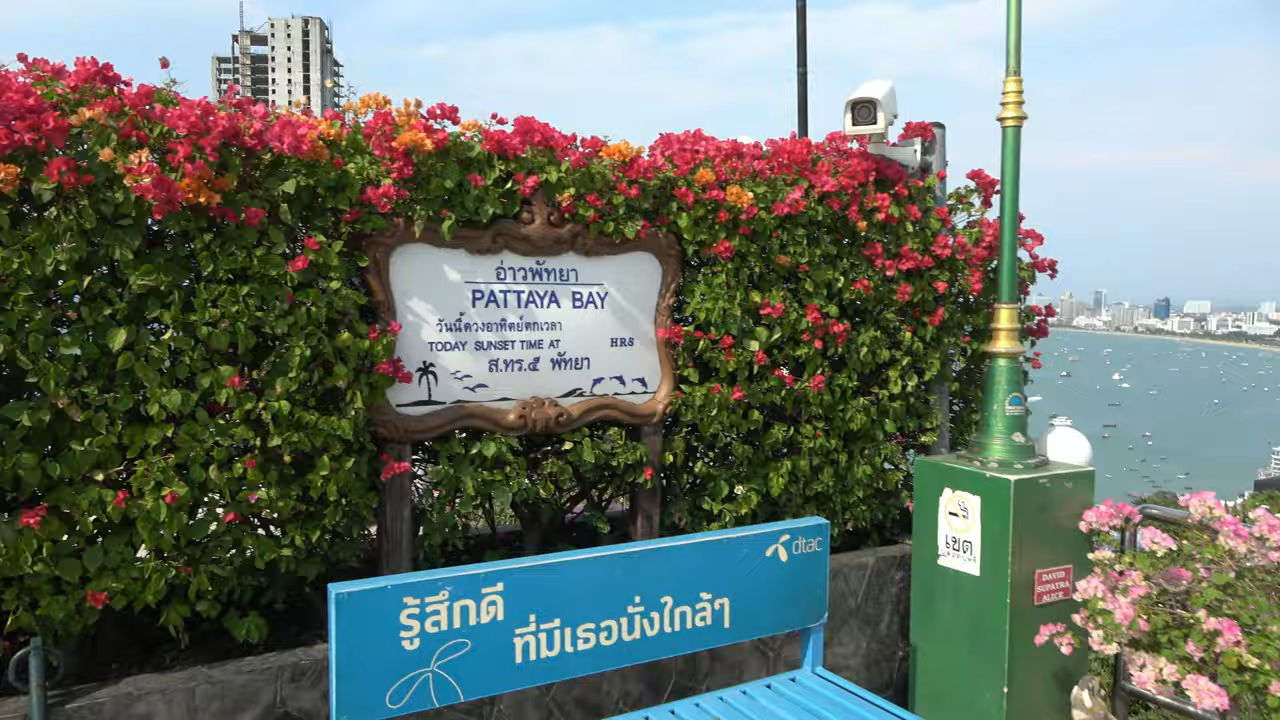 อ่าวพัทยา
PATTAYA BAY
วันนี้ดวงอาทิตย์ตกเวลา
TODAY SUNSET TIME AT HRS
ส.ทร.๕ พัทยา
dtac
รู้สึกดี
ที่มีเธอนั่งใกล้ๆ
เขต
DAVID
SUPATRA
ALICE